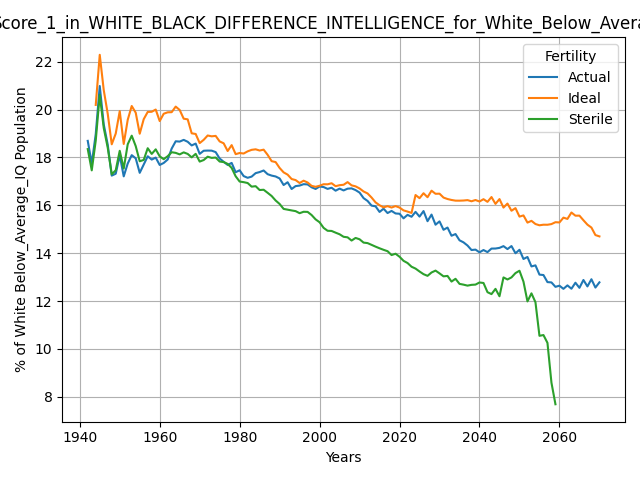 core_1_in_WHITE_BLACK_DIFFERENCE_INTELLIGENCE_for_White_Below_Avera
Fertility
Actual
Ideal
Sterile
% of White Below_Average_IQ Population
22
20
18
16
14
12
10
8
1940 1960 1980 2000 2020 2040 2060
Years